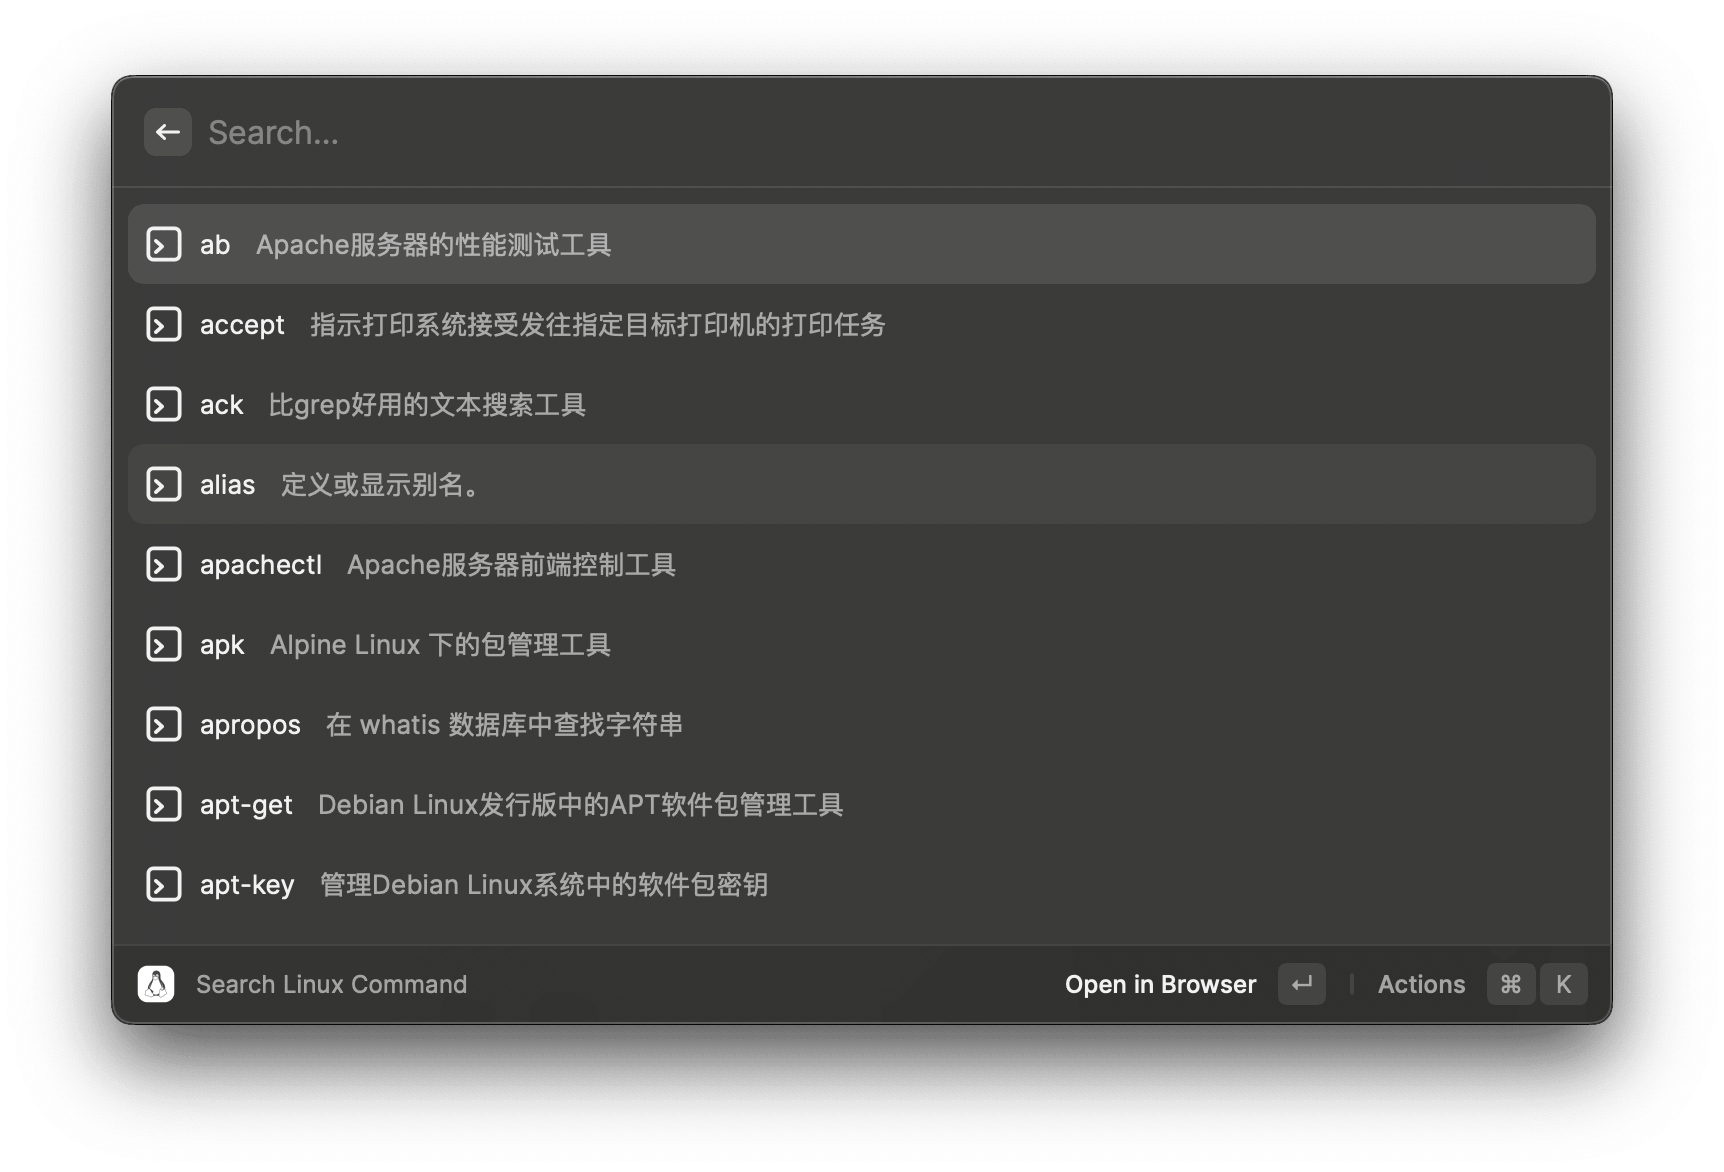 Search...
ab Apache服务器的性能测试工具
accept 指示打印系统接受发往指定目标打印机的打印任务
ack 比grep好用的文本搜索工具
alias 定义或显示别名。
apachectl Apache服务器前端控制工具
apk Alpine Linux 下的包管理工具
apropos 在 whatis 数据库中查找字符串
apt-get Debian Linux发行版中的APT软件包管理工具
apt-key 管理Debian Linux系统中的软件包密钥
Search Linux Command Open in Browser ↵ Actions ⌘ K